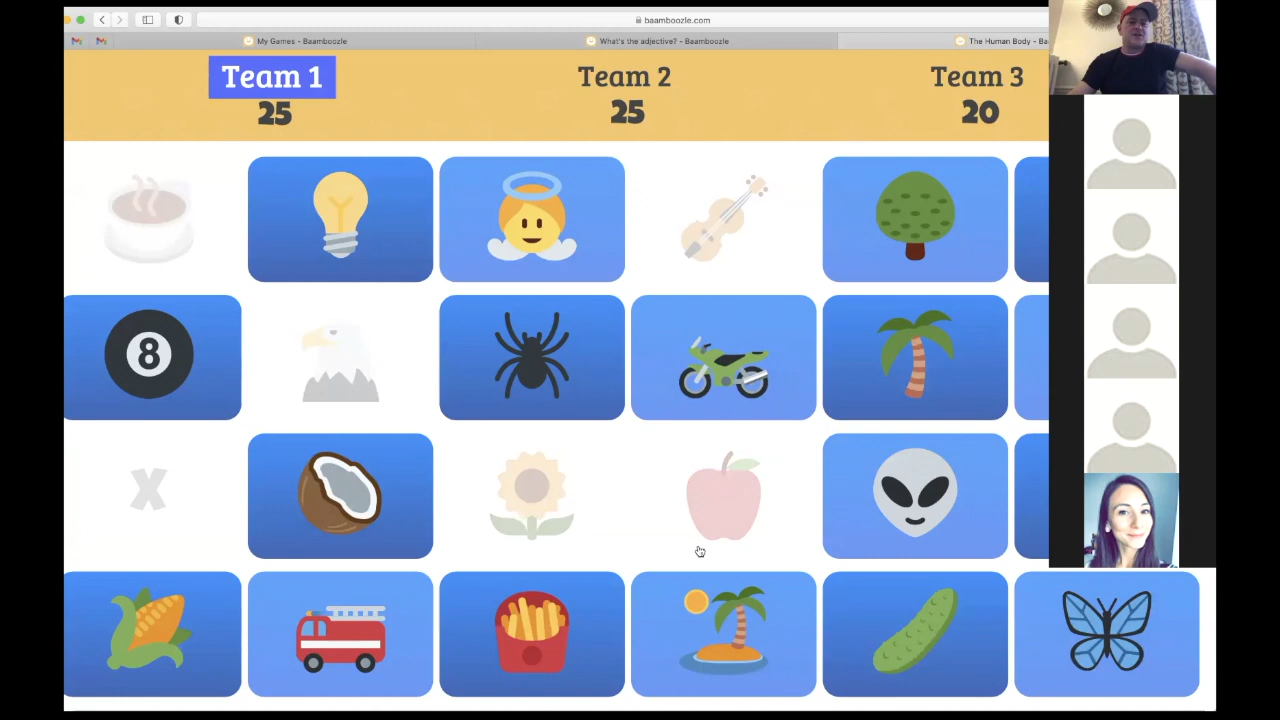 baamboozle.com
My Games - Baamboozle
What's the adjective? - Baamboozle
The Human Body - Ba
Team 1
25
Team 2
25
Team 3
20
8
X